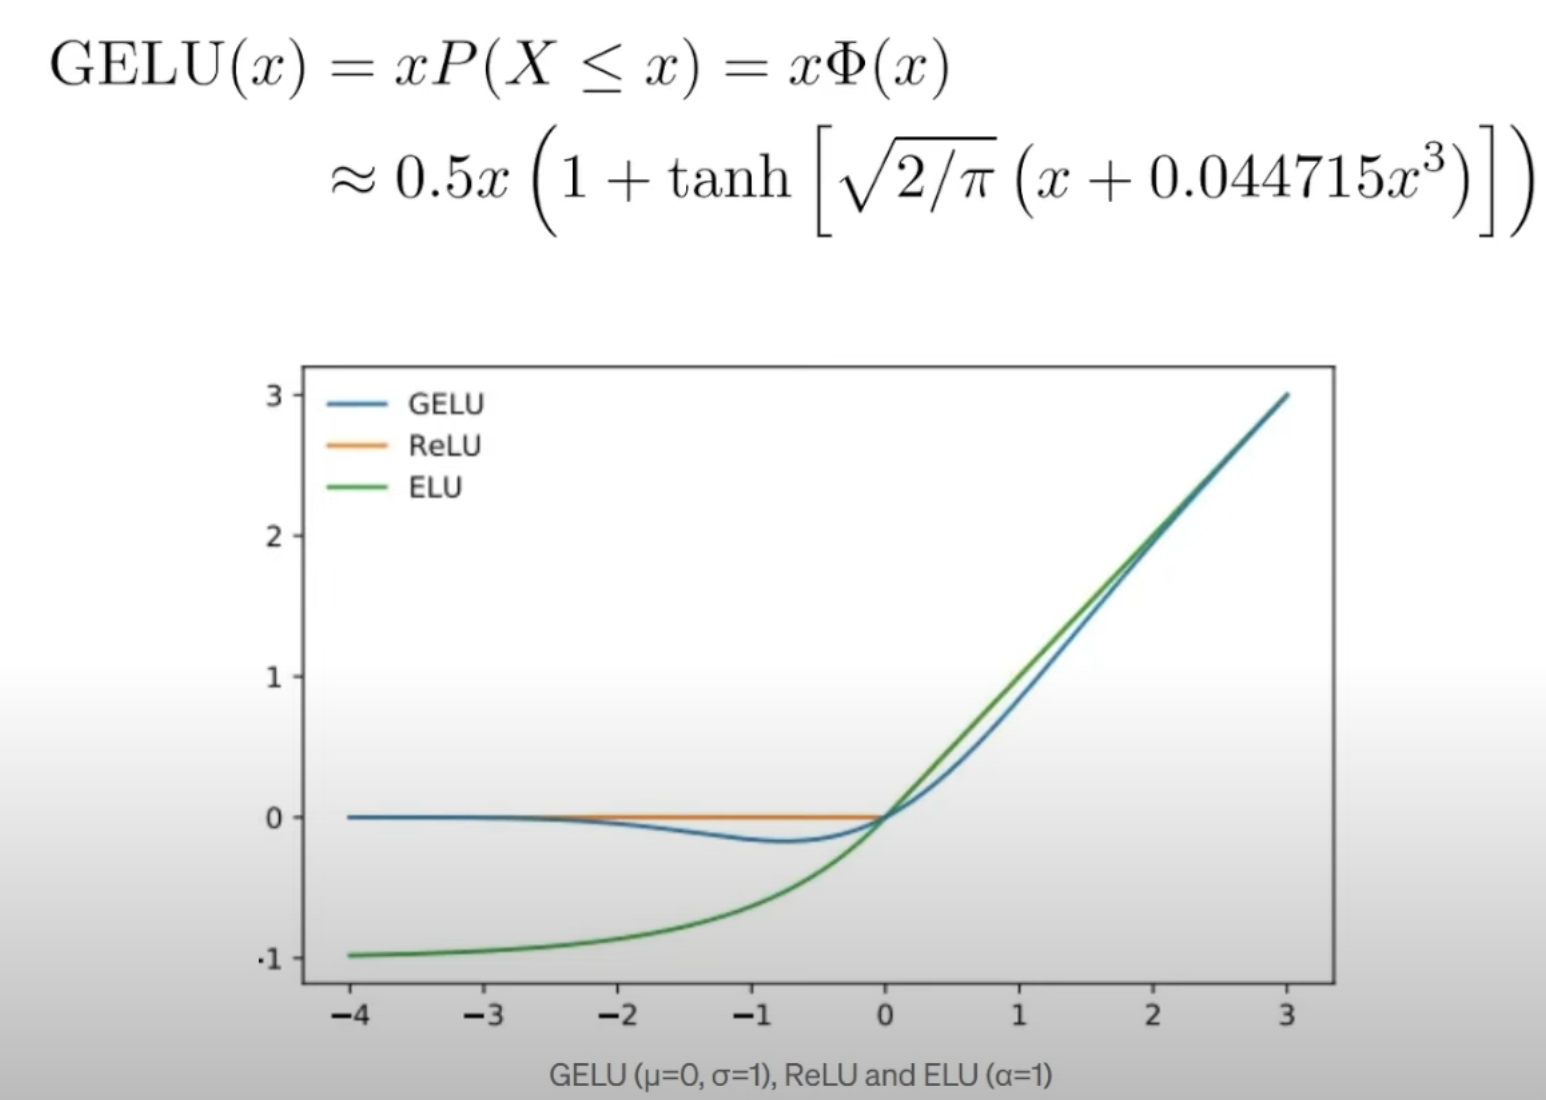 GELU(x) = xP(X ≤ x) = xΦ(x)
≈ 0.5x (1 + tanh [√2/π (x + 0.044715x³)])
GELU
ReLU
ELU
3
2
1
0
-1
−4 −3 −2 −1 0 1 2 3
GELU (μ=0, σ=1), ReLU and ELU (α=1)